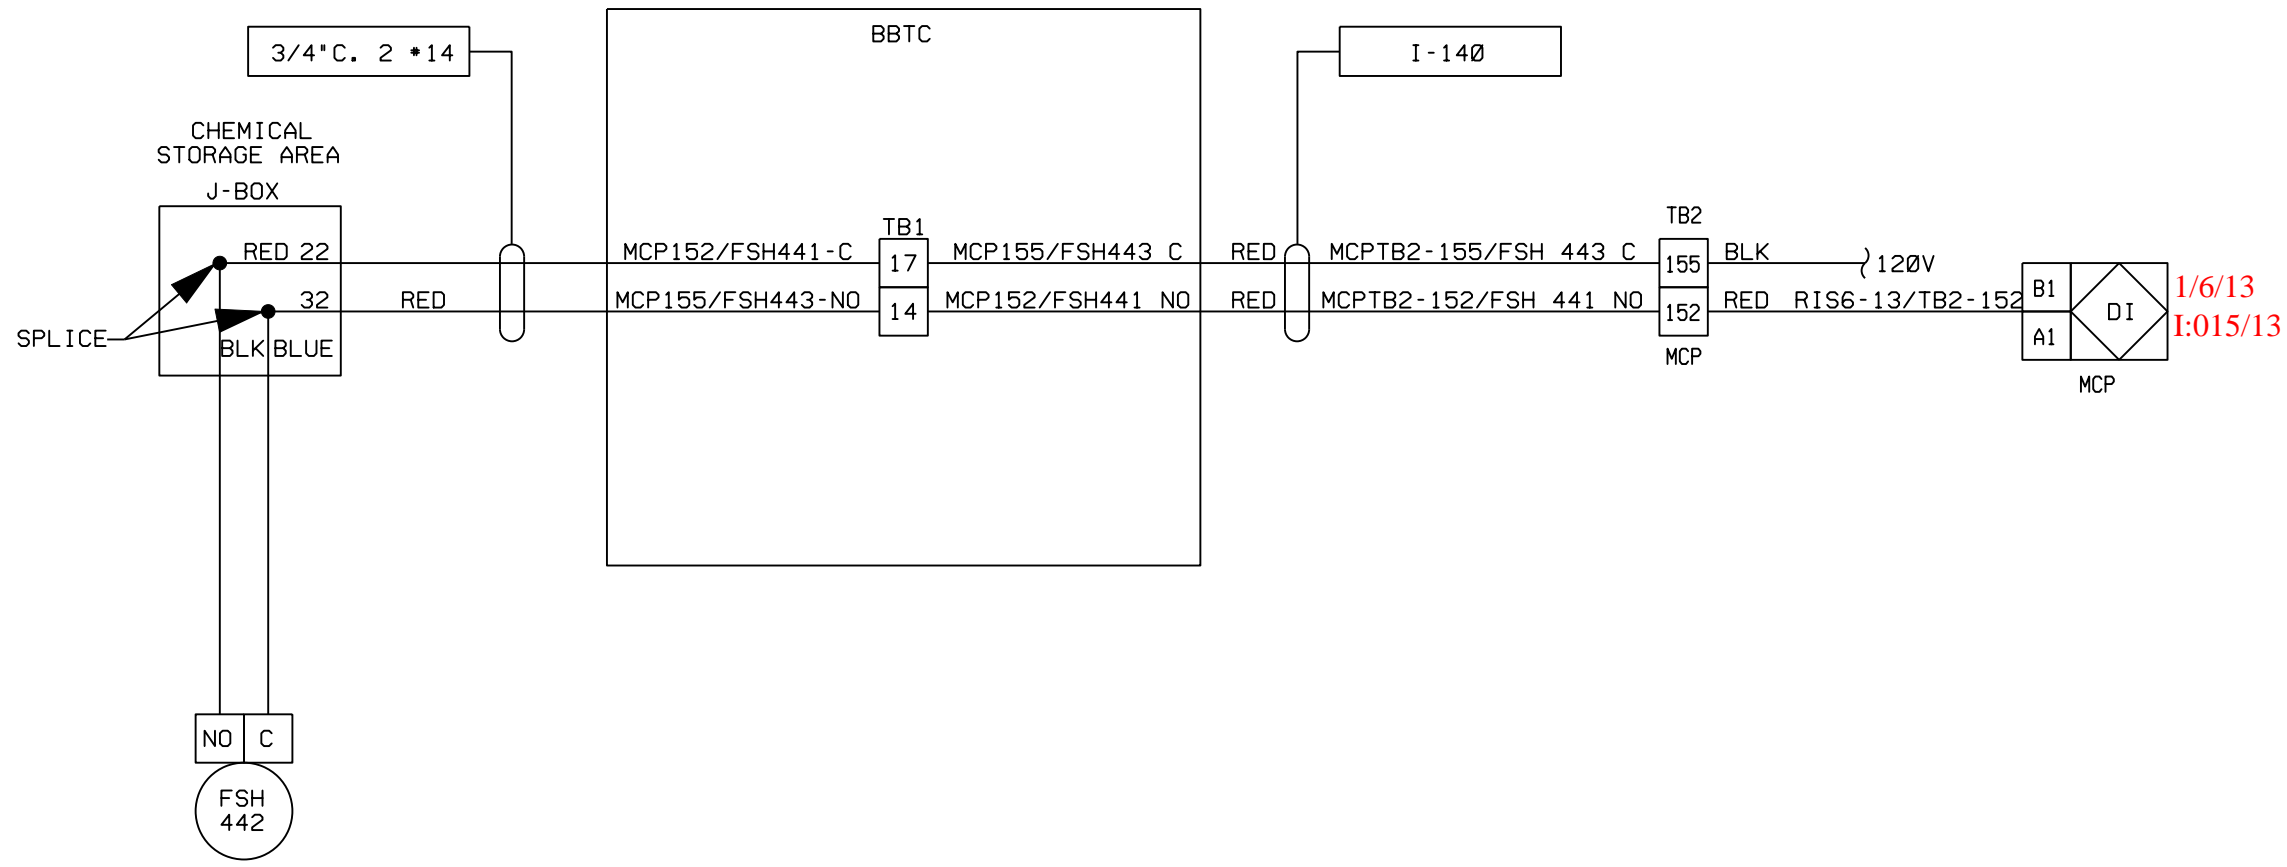 BBTC
3/4"C. 2 #14
I-14Ø
CHEMICAL
STORAGE AREA
J-BOX
TB1
TB2
RED 22
MCP152/FSH441-C
17
MCP155/FSH443 C
RED
MCPTB2-155/FSH 443 C
155
BLK
12ØV
32
RED
MCP155/FSH443-NO
14
MCP152/FSH441 NO
RED
MCPTB2-152/FSH 441 NO
152
RED
RIS6-13/TB2-152
B1
A1
DI
1/6/13
I:015/13
SPLICE
BLK
BLUE
MCP
MCP
NO
C
FSH
442